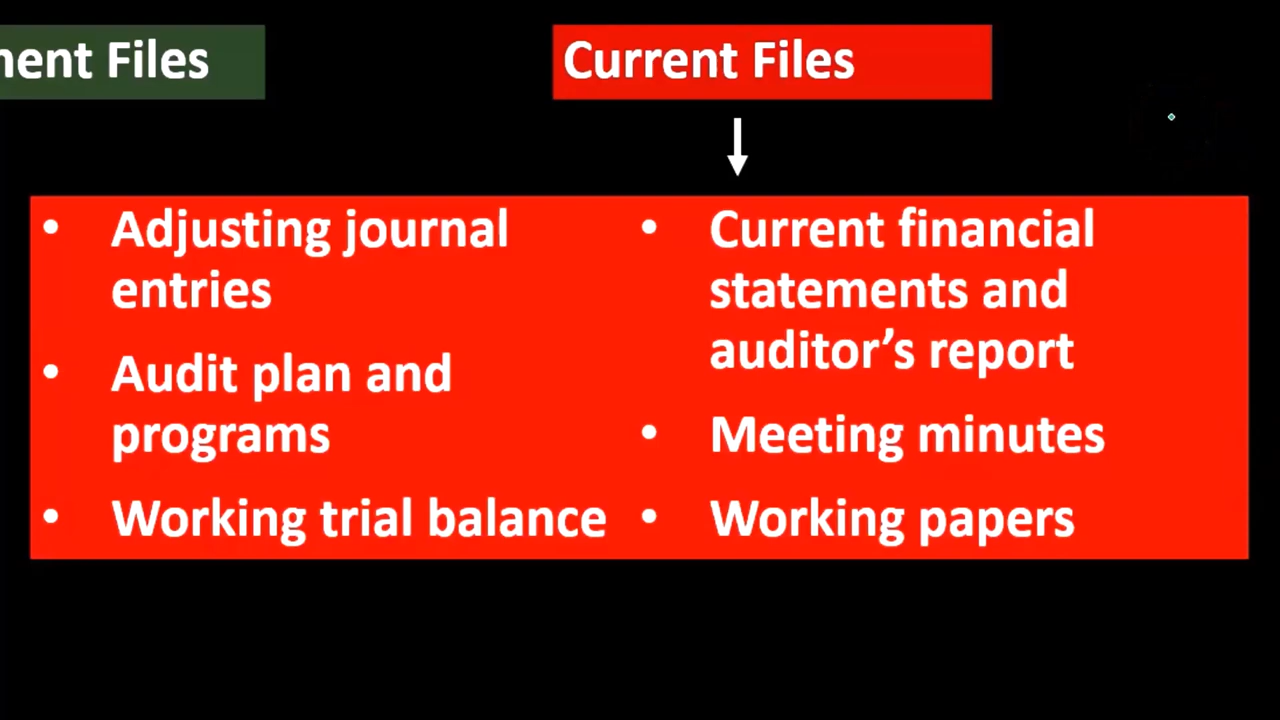 nent Files
Current Files
• Adjusting journal
entries
• Audit plan and
programs
• Working trial balance
• Current financial
statements and
auditor’s report
• Meeting minutes
• Working papers